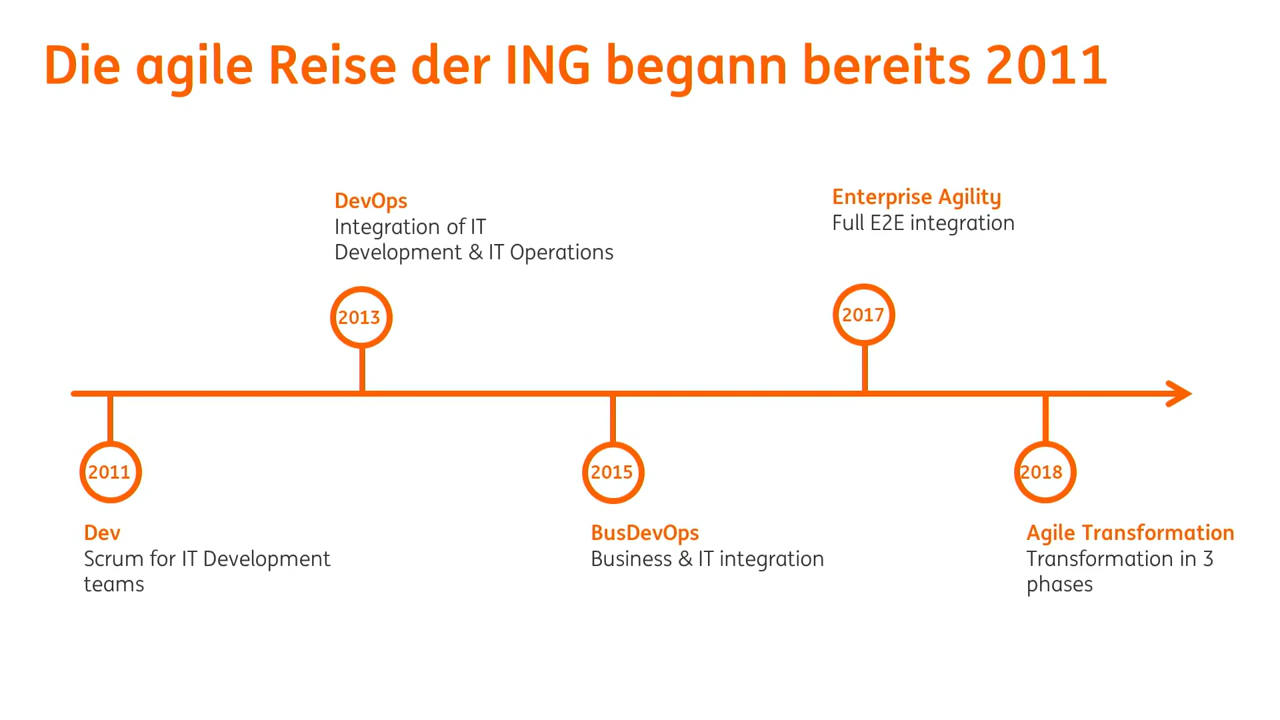 Die agile Reise der ING begann bereits 2011
DevOps
Integration of IT
Development & IT Operations
Enterprise Agility
Full E2E integration
2013
2017
2011
2015
2018
Dev
Scrum for IT Development
teams
BusDevOps
Business & IT integration
Agile Transformation
Transformation in 3
phases